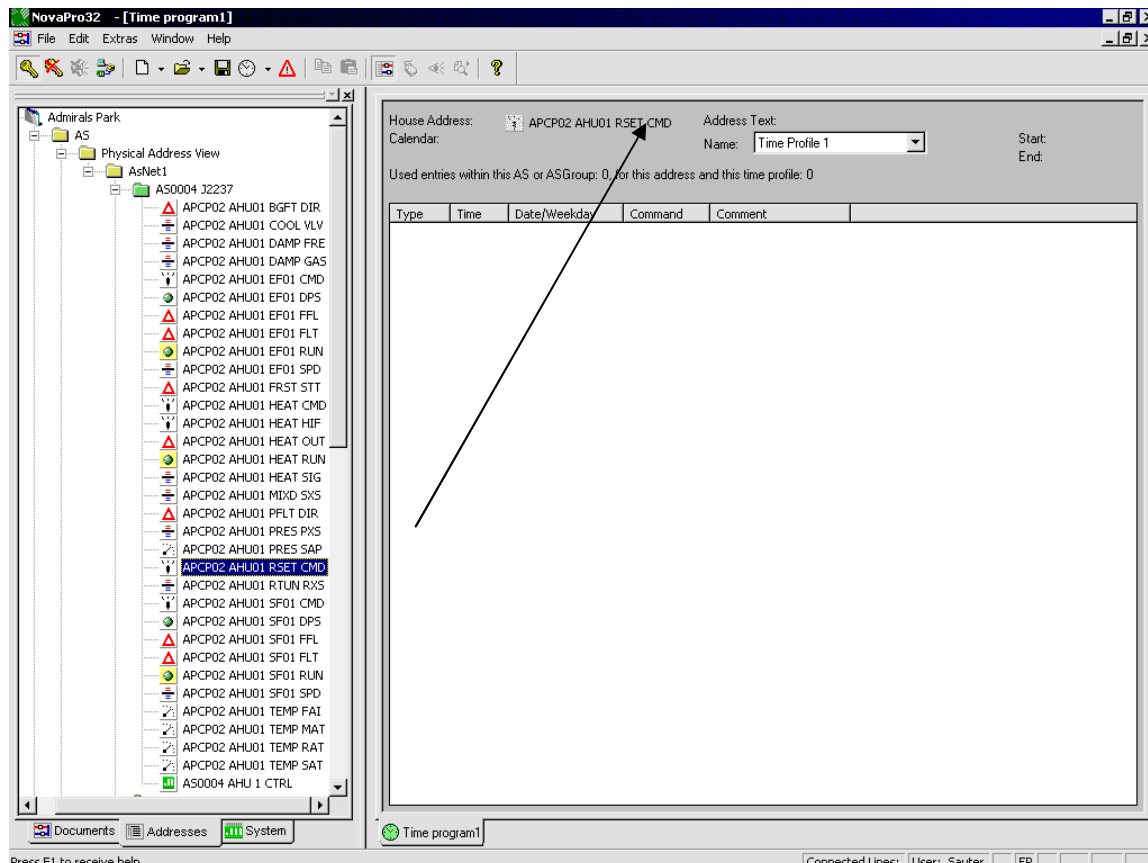 NovaPro32 - [Time program1]
File Edit Extras Window Help
Admirals Park
AS
Physical Address View
AsNet1
AS0004 J2237
APCP02 AHU01 BGFT DIR
APCP02 AHU01 COOL VLV
APCP02 AHU01 DAMP FRE
APCP02 AHU01 DAMP GAS
APCP02 AHU01 EF01 CMD
APCP02 AHU01 EF01 DPS
APCP02 AHU01 EF01 FFL
APCP02 AHU01 EF01 FLT
APCP02 AHU01 EF01 RUN
APCP02 AHU01 EF01 SPD
APCP02 AHU01 FRST STT
APCP02 AHU01 HEAT CMD
APCP02 AHU01 HEAT HIF
APCP02 AHU01 HEAT OUT
APCP02 AHU01 HEAT RUN
APCP02 AHU01 HEAT SIG
APCP02 AHU01 MIXD SXS
APCP02 AHU01 PFLT DIR
APCP02 AHU01 PRES PXS
APCP02 AHU01 PRES SAP
APCP02 AHU01 RSET CMD
APCP02 AHU01 RTUN RXS
APCP02 AHU01 SF01 CMD
APCP02 AHU01 SF01 DPS
APCP02 AHU01 SF01 FFL
APCP02 AHU01 SF01 FLT
APCP02 AHU01 SF01 RUN
APCP02 AHU01 SF01 SPD
APCP02 AHU01 TEMP FAI
APCP02 AHU01 TEMP MAT
APCP02 AHU01 TEMP RAT
APCP02 AHU01 TEMP SAT
AS0004 AHU 1 CTRL
Documents Addresses System
House Address: APCP02 AHU01 RSET CMD Address Text:
Calendar: Name: Time Profile 1 Start:
End:
Used entries within this AS or ASGroup: 0, for this address and this time profile: 0
Type Time Date/Weekday Command Comment
Time program1
Press F1 to receive help Connected Lines: User: Sauter EP